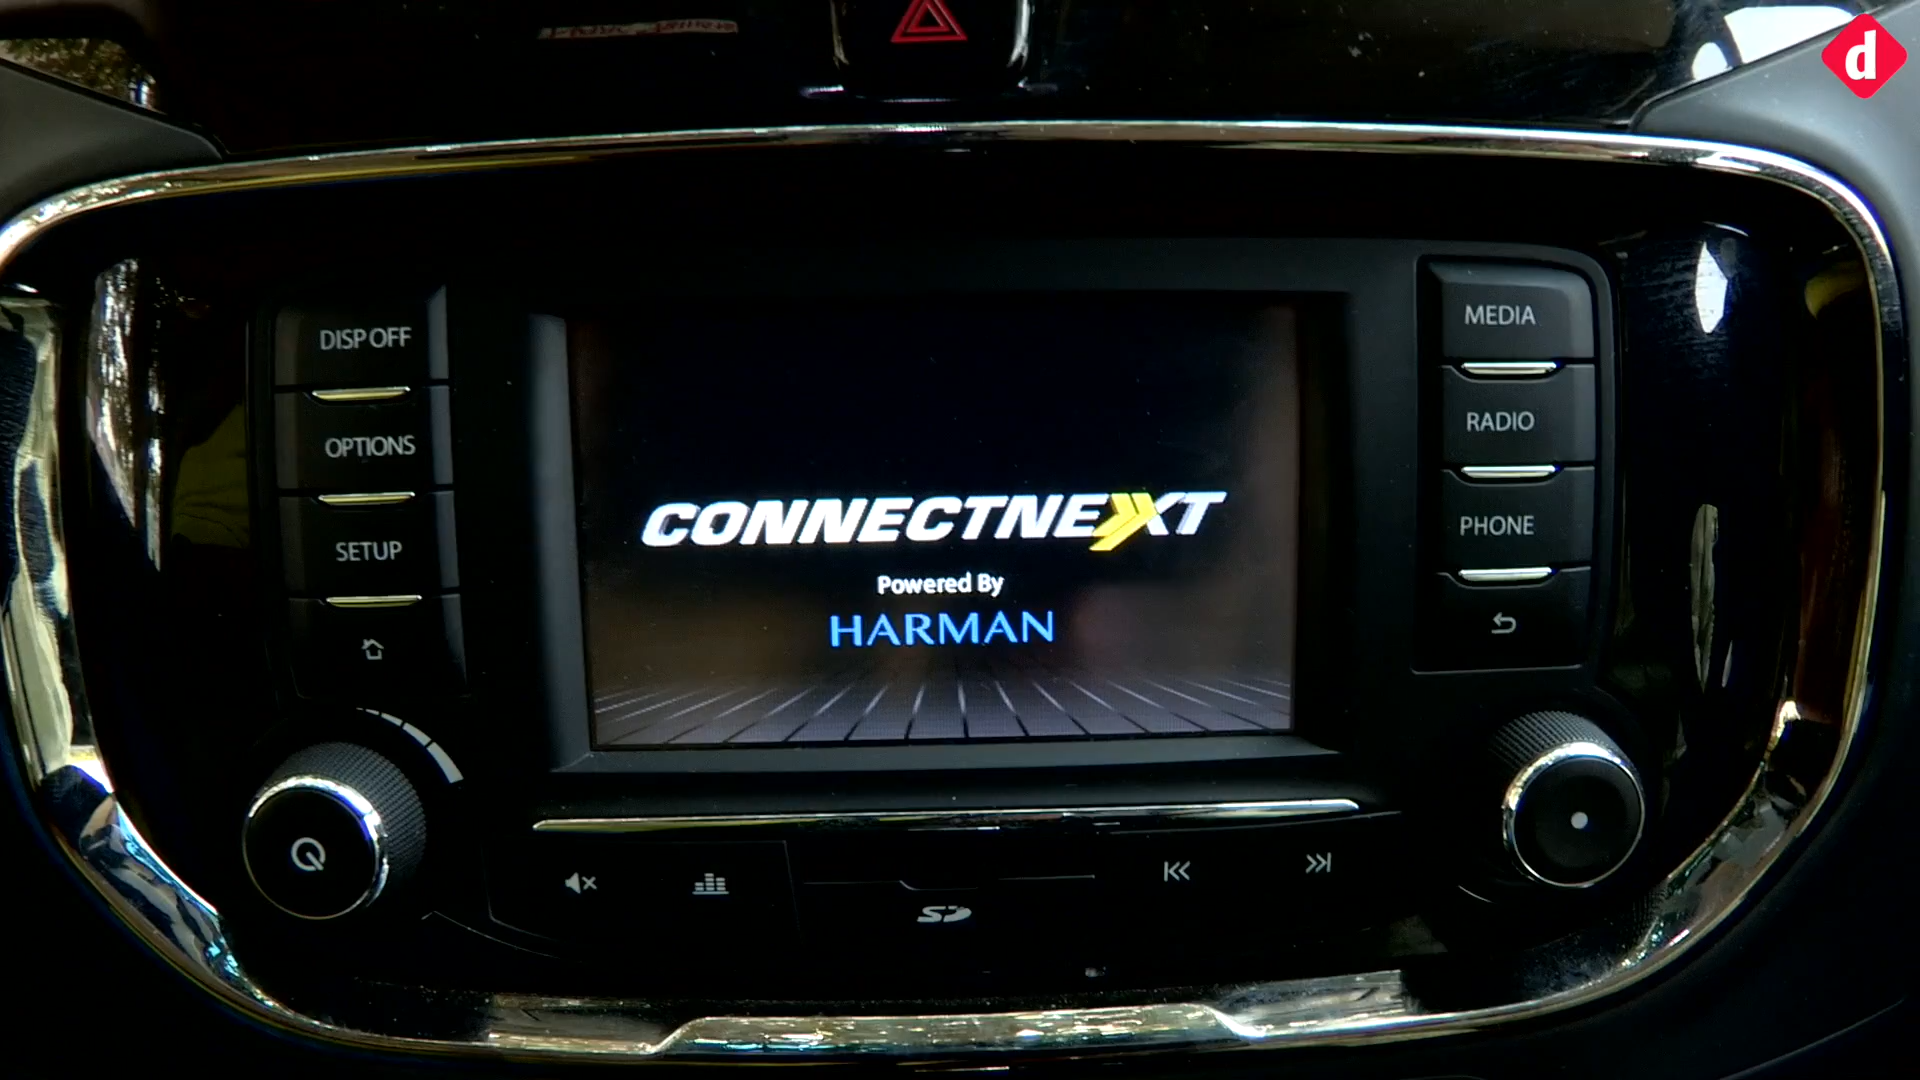 d
DISP OFF
OPTIONS
SETUP
MEDIA
RADIO
PHONE
CONNECTNEXT
Powered By
HARMAN
SD